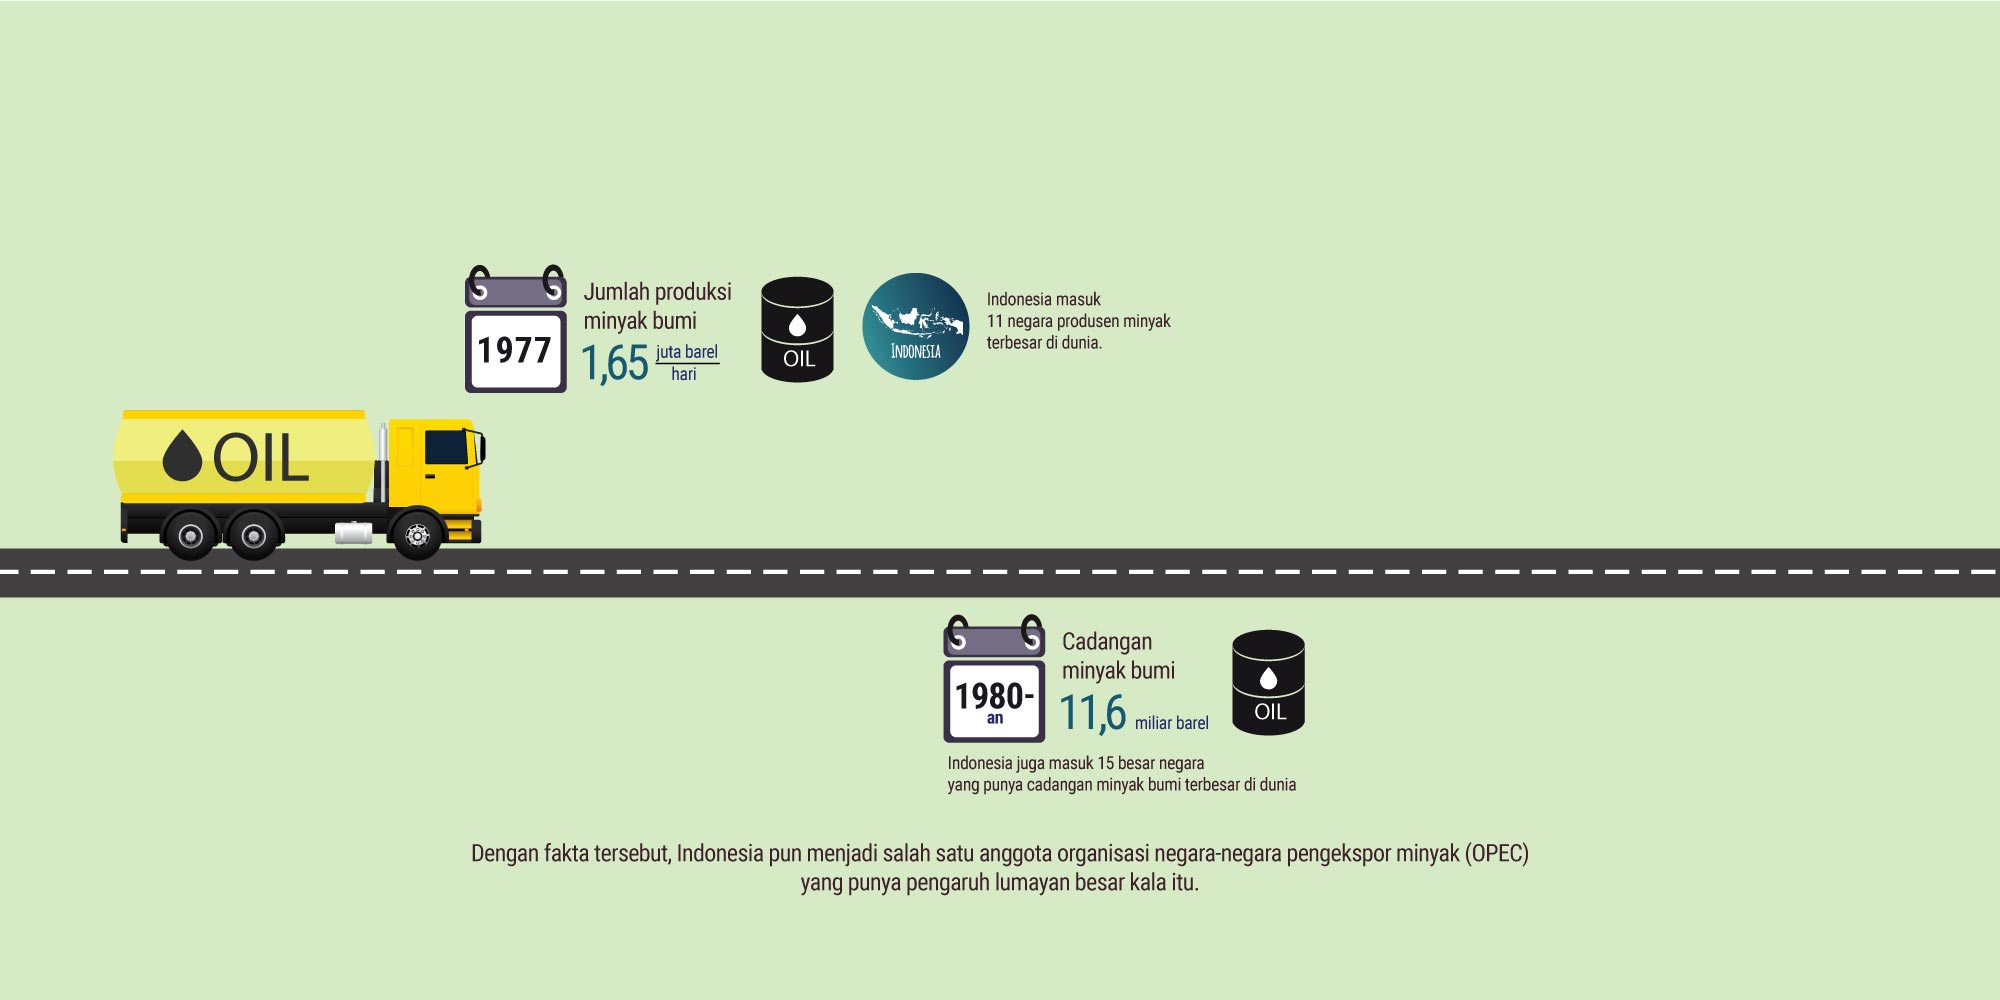 1977
Jumlah produksi
minyak bumi
1,65 juta barel
hari
OIL
INDONESIA
Indonesia masuk
11 negara produsen minyak
terbesar di dunia.
OIL
1980-
an
Cadangan
minyak bumi
11,6 miliar barel
OIL
Indonesia juga masuk 15 besar negara
yang punya cadangan minyak bumi terbesar di dunia
Dengan fakta tersebut, Indonesia pun menjadi salah satu anggota organisasi negara-negara pengekspor minyak (OPEC)
yang punya pengaruh lumayan besar kala itu.